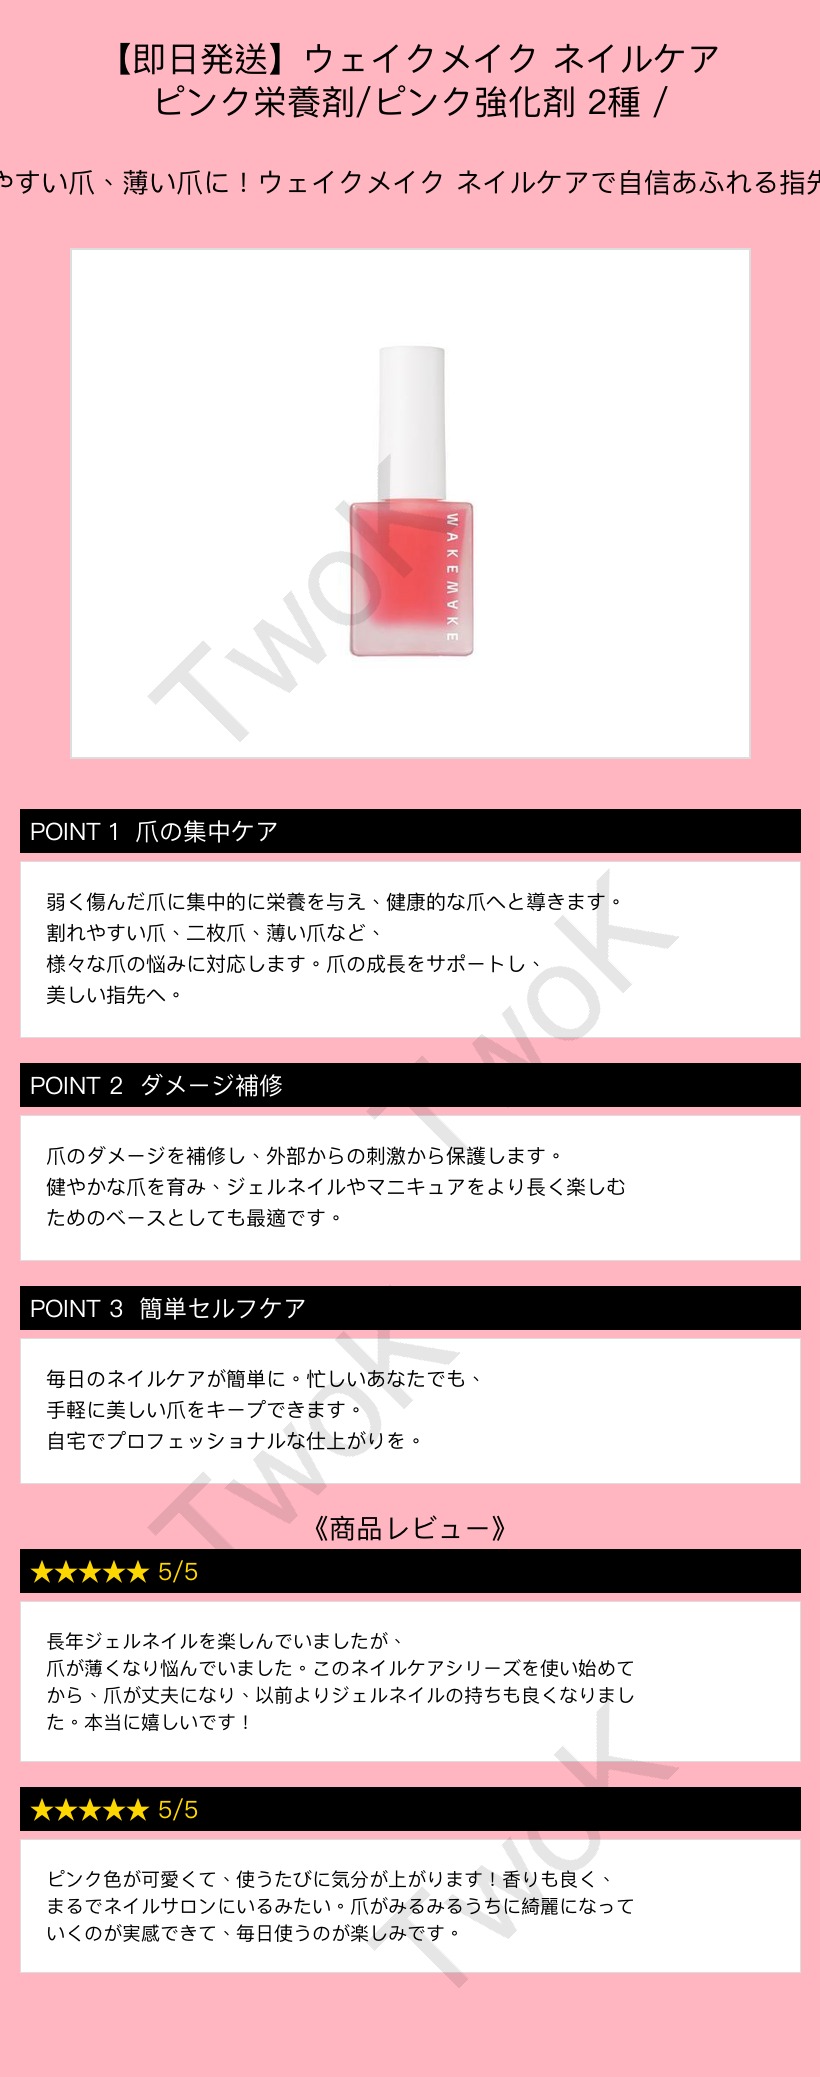 【即日発送】ウェイクメイク ネイルケア
ピンク栄養剤/ピンク強化剤 2種 /
やすい爪、薄い爪に！ウェイクメイク ネイルケアで自信あふれる指先
WAKEMAKE
TwoK
POINT 1 爪の集中ケア
弱く傷んだ爪に集中的に栄養を与え、健康的な爪へと導きます。
割れやすい爪、二枚爪、薄い爪など、
様々な爪の悩みに対応します。爪の成長をサポートし、
美しい指先へ。
TwoK
POINT 2 ダメージ補修
爪のダメージを補修し、外部からの刺激から保護します。
健やかな爪を育み、ジェルネイルやマニキュアをより長く楽しむ
ためのベースとしても最適です。
POINT 3 簡単セルフケア
毎日のネイルケアが簡単に。忙しいあなたでも、
手軽に美しい爪をキープできます。
自宅でプロフェッショナルな仕上がりを。
TwoK
《商品レビュー》
★★★★★ 5/5
長年ジェルネイルを楽しんでいましたが、
爪が薄くなり悩んでいました。このネイルケアシリーズを使い始めて
から、爪が丈夫になり、以前よりジェルネイルの持ちも良くなりまし
た。本当に嬉しいです！
★★★★★ 5/5
ピンク色が可愛くて、使うたびに気分が上がります！香りも良く、
まるでネイルサロンにいるみたい。爪がみるみるうちに綺麗になって
いくのが実感できて、毎日使うのが楽しみです。
TwoK